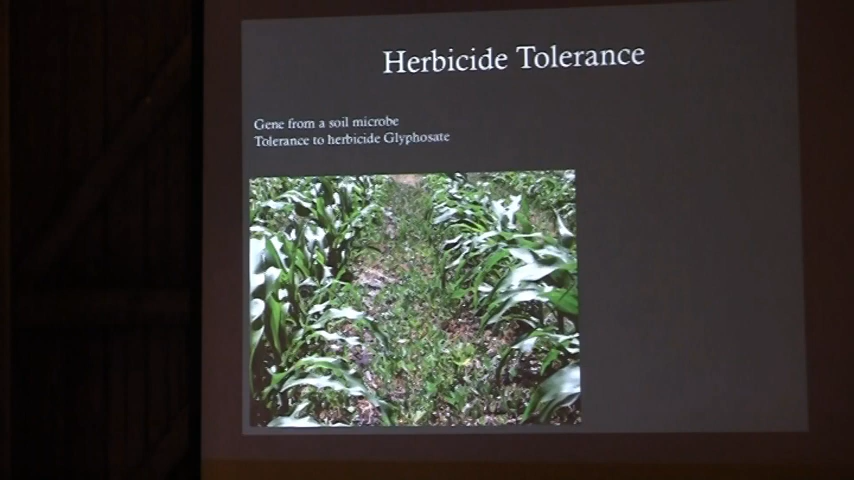 Herbicide Tolerance
Gene from a soil microbe
Tolerance to herbicide Glyphosate